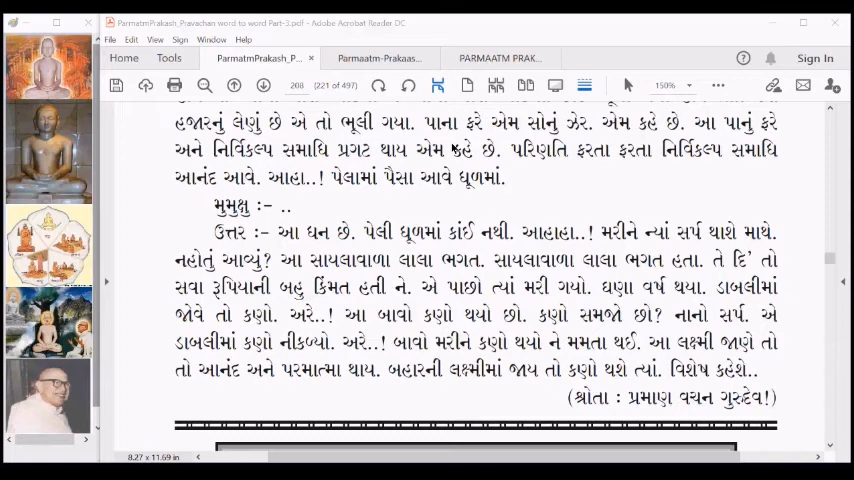 ParmatmPrakash_Pravachan word to word Part-3.pdf - Adobe Acrobat Reader DC
File Edit View Sign Window Help
Home Tools ParmatmPrakash_P... × Parmaatm-Prakaas... PARMAATM PRAK... Sign In
208 (221 of 497) 150%
હજારનું લેણું છે એ તો ભૂલી ગયા. પાના ફરે એમ સોનું ઝેર. એમ કહે છે. આ પાનું ફરે
અને નિર્વિકલ્પ સમાધિ પ્રગટ થાય એમ કહે છે. પરિણતિ ફરતા ફરતા નિર્વિકલ્પ સમાધિ
આનંદ આવે. આહા..! પેલામાં પૈસા આવે ધૂળમાં.
મુમુક્ષુ :- ..
ઉત્તર :- આ ધન છે. પેલી ધૂળમાં કાંઈ નથી. આહાહા..! મરીને ન્યાં સર્પ થાશે માથે.
નહોતું આવ્યું? આ સાયલાવાળા લાલા ભગત. સાયલાવાળા લાલા ભગત હતા. તે દિ' તો
સવા રૂપિયાની બહુ કિંમત હતી ને. એ પાછો ત્યાં મરી ગયો. ઘણા વર્ષ થયા. ડાબલીમાં
જોવે તો કણો. અરે..! આ બાવો કણો થયો છો. કણો સમજો છો? નાનો સર્પ. એ
ડાબલીમાં કણો નીકળ્યો. અરે..! બાવો મરીને કણો થયો ને મમતા થઈ. આ લક્ષ્મી જાણે તો
તો આનંદ અને પરમાત્મા થાય. બહારની લક્ષ્મીમાં જાય તો કણો થશે ત્યાં. વિશેષ કહેશે..
(શ્રોતા : પ્રમાણ વચન ગુરુદેવ!)
8.27 x 11.69 in